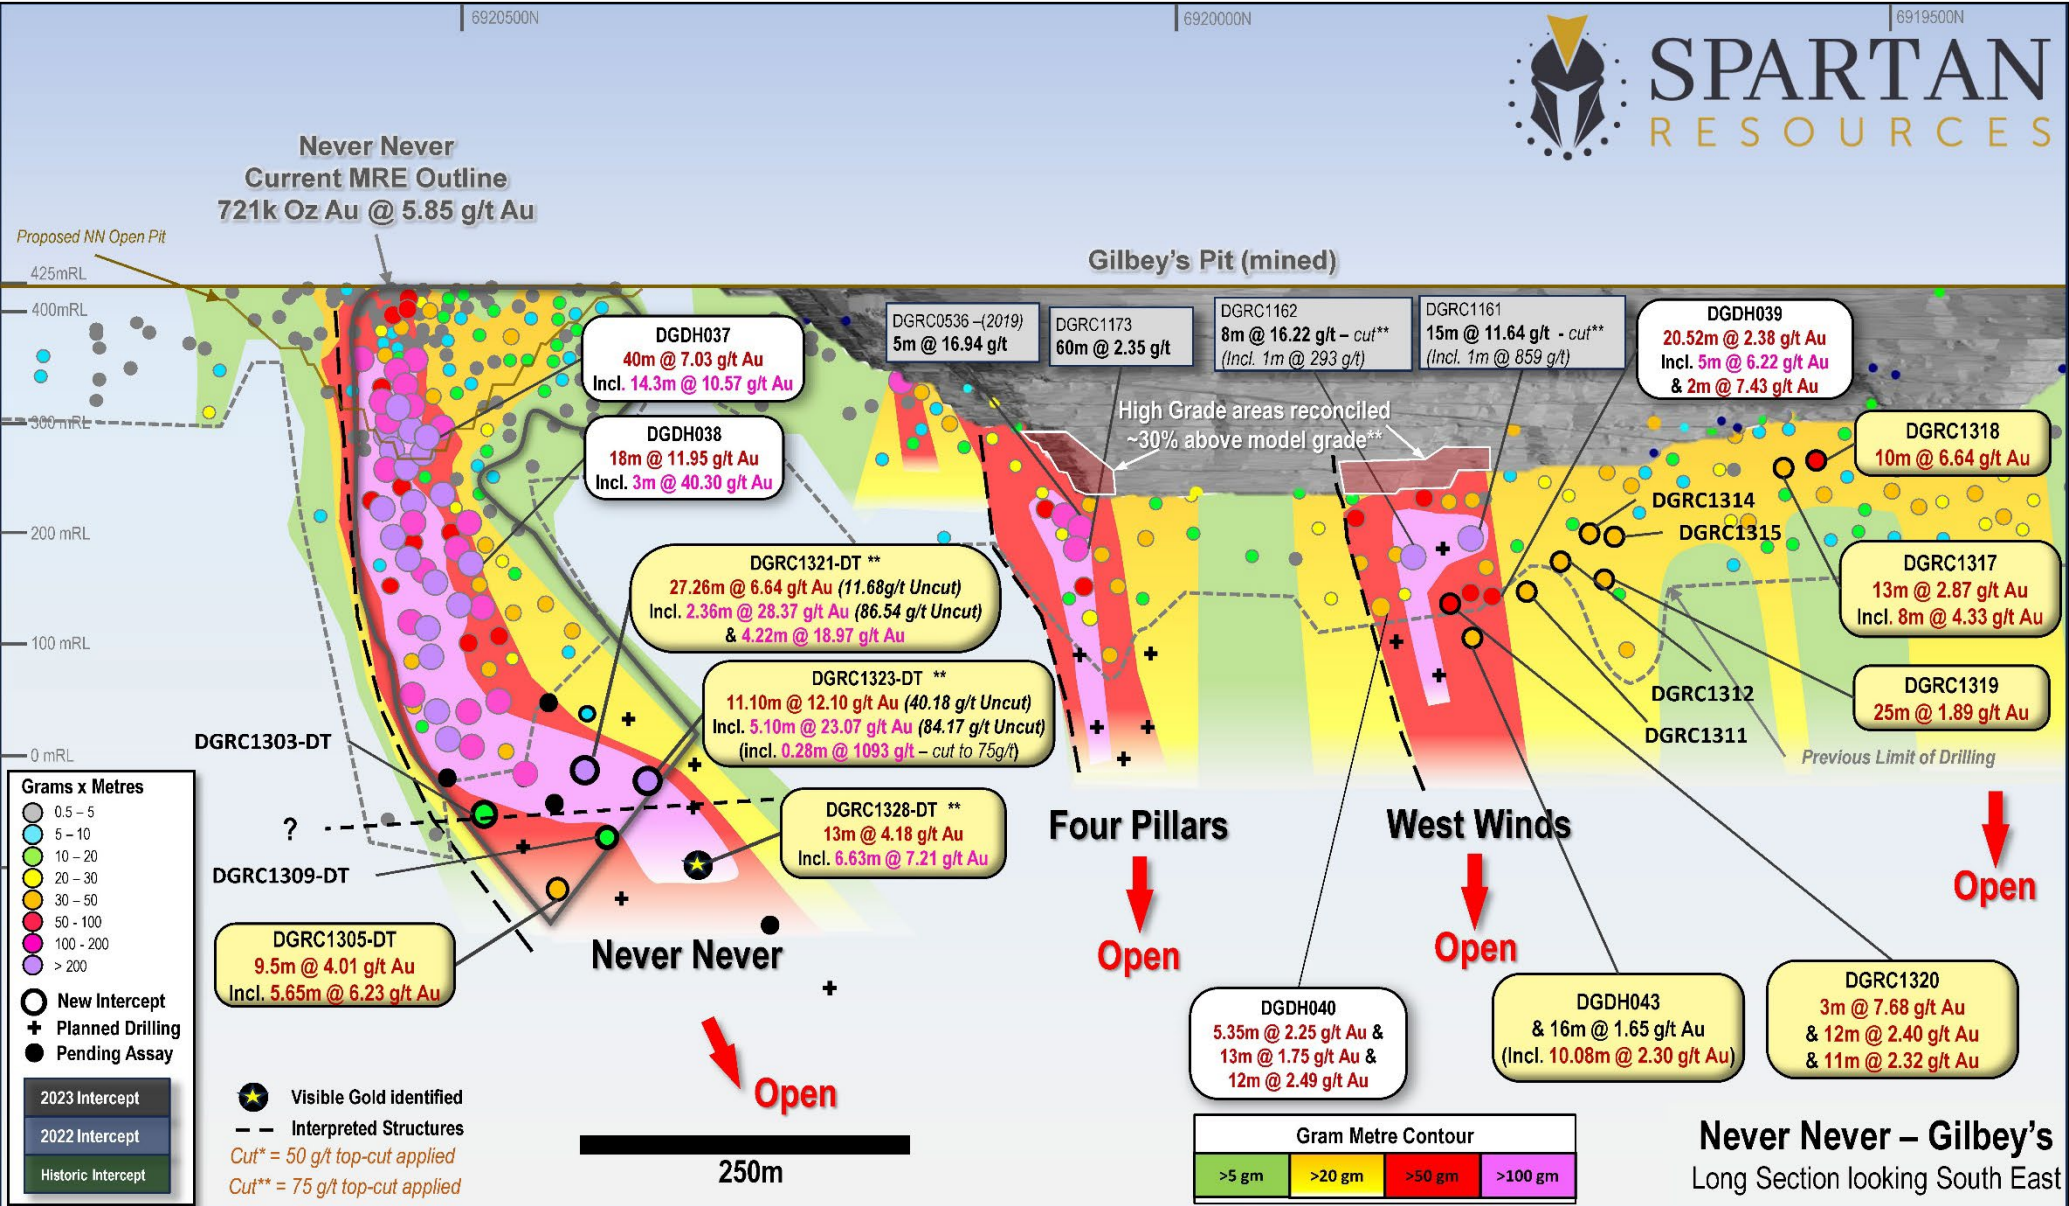 6920500N
6920000N
6919500N
SPARTAN
RESOURCES
Never Never
Current MRE Outline
721k Oz Au @ 5.85 g/t Au
Proposed NN Open Pit
Gilbey's Pit (mined)
425mRL
400mRL
300 mRL
200 mRL
100 mRL
0 mRL
DGDH037
40m @ 7.03 g/t Au
Incl. 14.3m @ 10.57 g/t Au
DGDH038
18m @ 11.95 g/t Au
Incl. 3m @ 40.30 g/t Au
DGRC0536 –(2019)
5m @ 16.94 g/t
DGRC1173
60m @ 2.35 g/t
DGRC1162
8m @ 16.22 g/t – cut**
(Incl. 1m @ 293 g/t)
DGRC1161
15m @ 11.64 g/t - cut**
(Incl. 1m @ 859 g/t)
DGDH039
20.52m @ 2.38 g/t Au
Incl. 5m @ 6.22 g/t Au
& 2m @ 7.43 g/t Au
High Grade areas reconciled
~30% above model grade**
DGRC1318
10m @ 6.64 g/t Au
DGRC1314
DGRC1315
DGRC1317
13m @ 2.87 g/t Au
Incl. 8m @ 4.33 g/t Au
DGRC1321-DT **
27.26m @ 6.64 g/t Au (11.68g/t Uncut)
Incl. 2.36m @ 28.37 g/t Au (86.54 g/t Uncut)
& 4.22m @ 18.97 g/t Au
DGRC1323-DT **
11.10m @ 12.10 g/t Au (40.18 g/t Uncut)
Incl. 5.10m @ 23.07 g/t Au (84.17 g/t Uncut)
(incl. 0.28m @ 1093 g/t – cut to 75g/t)
DGRC1319
25m @ 1.89 g/t Au
DGRC1312
DGRC1311
Previous Limit of Drilling
DGRC1303-DT
?
DGRC1309-DT
DGRC1328-DT **
13m @ 4.18 g/t Au
Incl. 6.63m @ 7.21 g/t Au
Four Pillars
Open
West Winds
Open
Open
DGRC1305-DT
9.5m @ 4.01 g/t Au
Incl. 5.65m @ 6.23 g/t Au
Never Never
Open
DGDH040
5.35m @ 2.25 g/t Au &
13m @ 1.75 g/t Au &
12m @ 2.49 g/t Au
DGDH043
& 16m @ 1.65 g/t Au
(Incl. 10.08m @ 2.30 g/t Au)
DGRC1320
3m @ 7.68 g/t Au
& 12m @ 2.40 g/t Au
& 11m @ 2.32 g/t Au
Grams x Metres
0.5 – 5
5 – 10
10 – 20
20 – 30
30 – 50
50 - 100
100 - 200
> 200
New Intercept
Planned Drilling
Pending Assay
2023 Intercept
2022 Intercept
Historic Intercept
Visible Gold identified
Interpreted Structures
Cut* = 50 g/t top-cut applied
Cut** = 75 g/t top-cut applied
250m
Gram Metre Contour
>5 gm
>20 gm
>50 gm
>100 gm
Never Never – Gilbey's
Long Section looking South East